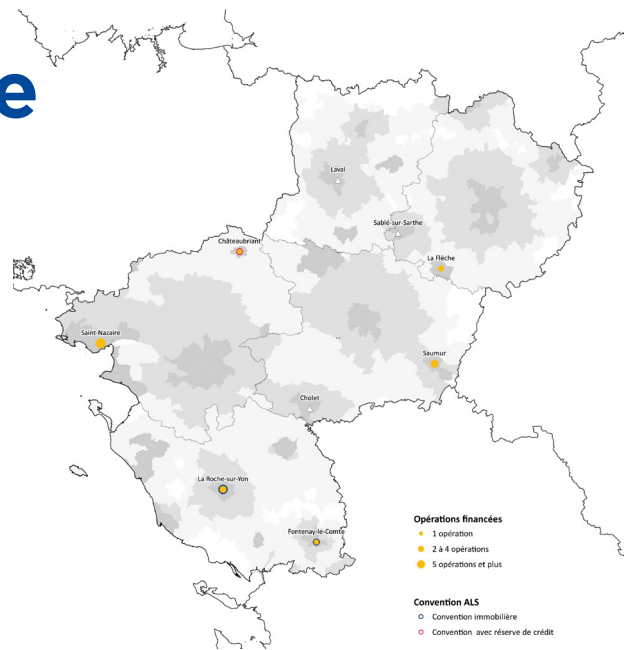 e
Laval
Sablé-sur-Sarthe
Châteaubriant
La Flèche
Saint-Nazaire
Saumur
Cholet
La Roche-sur-Yon
Fontenay-le-Comte
Opérations financées
1 opération
2 à 4 opérations
5 opérations et plus
Convention ALS
Convention immobilière
Convention avec réserve de crédit